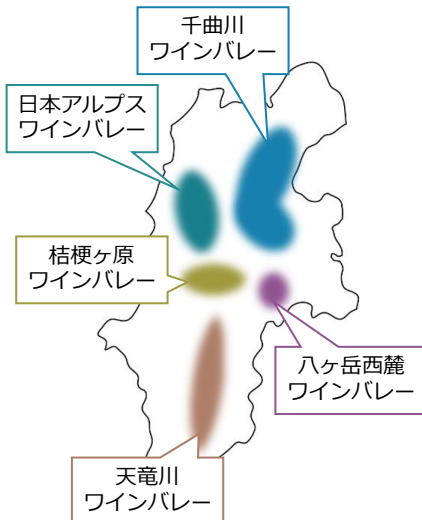 千曲川
ワインバレー
日本アルプス
ワインバレー
桔梗ヶ原
ワインバレー
八ヶ岳西麓
ワインバレー
天竜川
ワインバレー